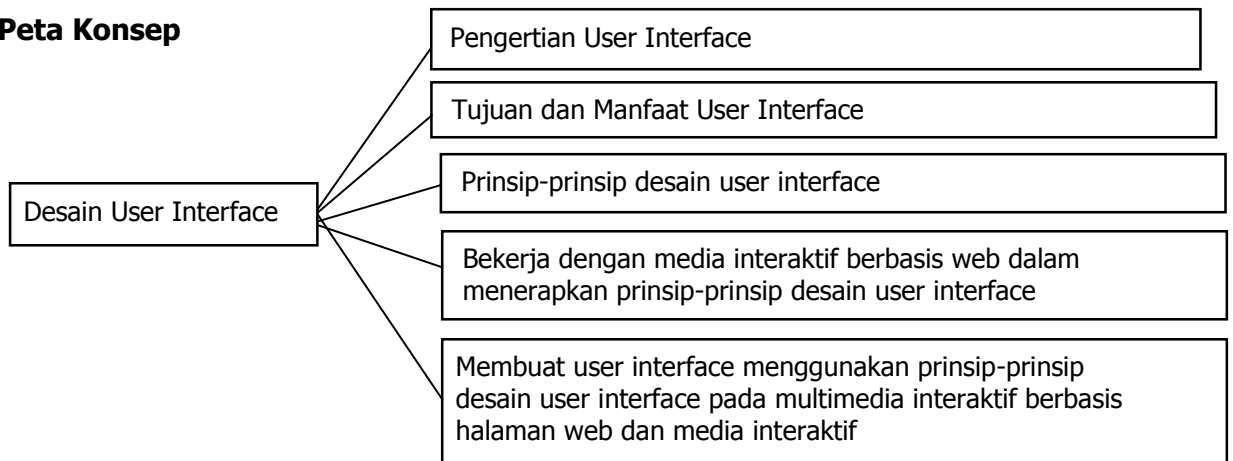 Peta Konsep
Pengertian User Interface
Tujuan dan Manfaat User Interface
Prinsip-prinsip desain user interface
Desain User Interface
Bekerja dengan media interaktif berbasis web dalam
menerapkan prinsip-prinsip desain user interface
Membuat user interface menggunakan prinsip-prinsip
desain user interface pada multimedia interaktif berbasis
halaman web dan media interaktif